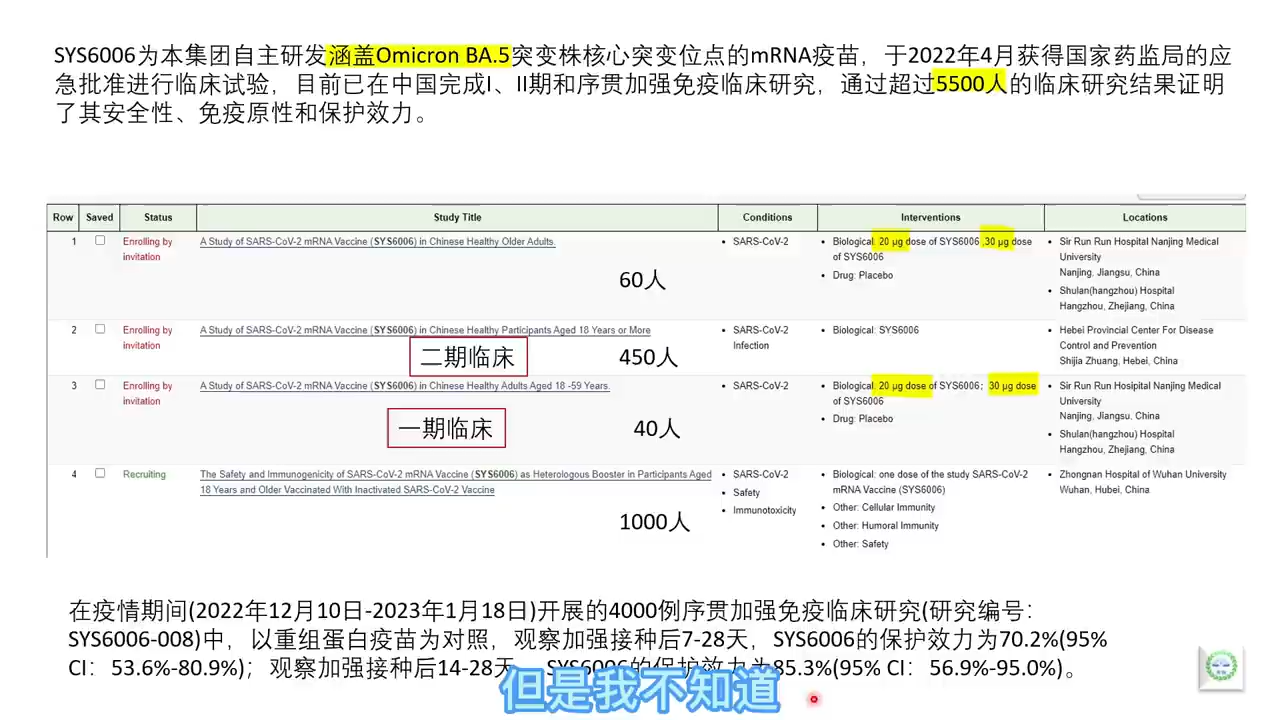 SYS6006为本集团自主研发涵盖Omicron BA.5突变株核心突变位点的mRNA疫苗，于2022年4月获得国家药监局的应
急批准进行临床试验，目前已在中国完成I、II期和序贯加强免疫临床研究，通过超过5500人的临床研究结果证明
了其安全性、免疫原性和保护效力。
Row Saved Status Study Title Conditions Interventions Locations
1 Enrolling by invitation
A Study of SARS-CoV-2 mRNA Vaccine (SYS6006) in Chinese Healthy Older Adults.
60人
• SARS-CoV-2
• Biological: 20 µg dose of SYS6006 ,30 µg dose
of SYS6006
• Drug: Placebo
• Sir Run Run Hospital Nanjing Medical
University
Nanjing, Jiangsu, China
• Shulan(hangzhou) Hospital
Hangzhou, Zhejiang, China
2 Enrolling by invitation
A Study of SARS-CoV-2 mRNA Vaccine (SYS6006) in Chinese Healthy Participants Aged 18 Years or More
二期临床 450人
• SARS-CoV-2
Infection
• Biological: SYS6006
• Hebei Provincial Center For Disease
Control and Prevention
Shijia Zhuang, Hebei, China
3 Enrolling by invitation
A Study of SARS-CoV-2 mRNA Vaccine (SYS6006) in Chinese Healthy Adults Aged 18 -59 Years.
一期临床 40人
• SARS-CoV-2
• Biological: 20 µg dose of SYS6006；30 µg dose
of SYS6006
• Drug: Placebo
• Sir Run Run Hosipital Nanjing Medical
University
Nanjing, Jiangsu, China
• Shulan(hangzhou) Hospital
Hangzhou, Zhejiang, China
4 Recruiting
The Safety and Immunogenicity of SARS-CoV-2 mRNA Vaccine (SYS6006) as Heterologous Booster in Participants Aged
18 Years and Older Vaccinated With Inactivated SARS-CoV-2 Vaccine
1000人
• SARS-CoV-2
• Safety
• Immunotoxicity
• Biological: one dose of the study SARS-CoV-2
mRNA Vaccine (SYS6006)
• Other: Cellular Immunity
• Other: Humoral Immunity
• Other: Safety
• Zhongnan Hospital of Wuhan University
Wuhan, Hubei, China
在疫情期间(2022年12月10日-2023年1月18日)开展的4000例序贯加强免疫临床研究(研究编号：
SYS6006-008)中，以重组蛋白疫苗为对照，观察加强接种后7-28天，SYS6006的保护效力为70.2%(95%
CI：53.6%-80.9%)；观察加强接种后14-28天，SYS6006的保护效力为85.3%(95% CI：56.9%-95.0%)。
但是我不知道